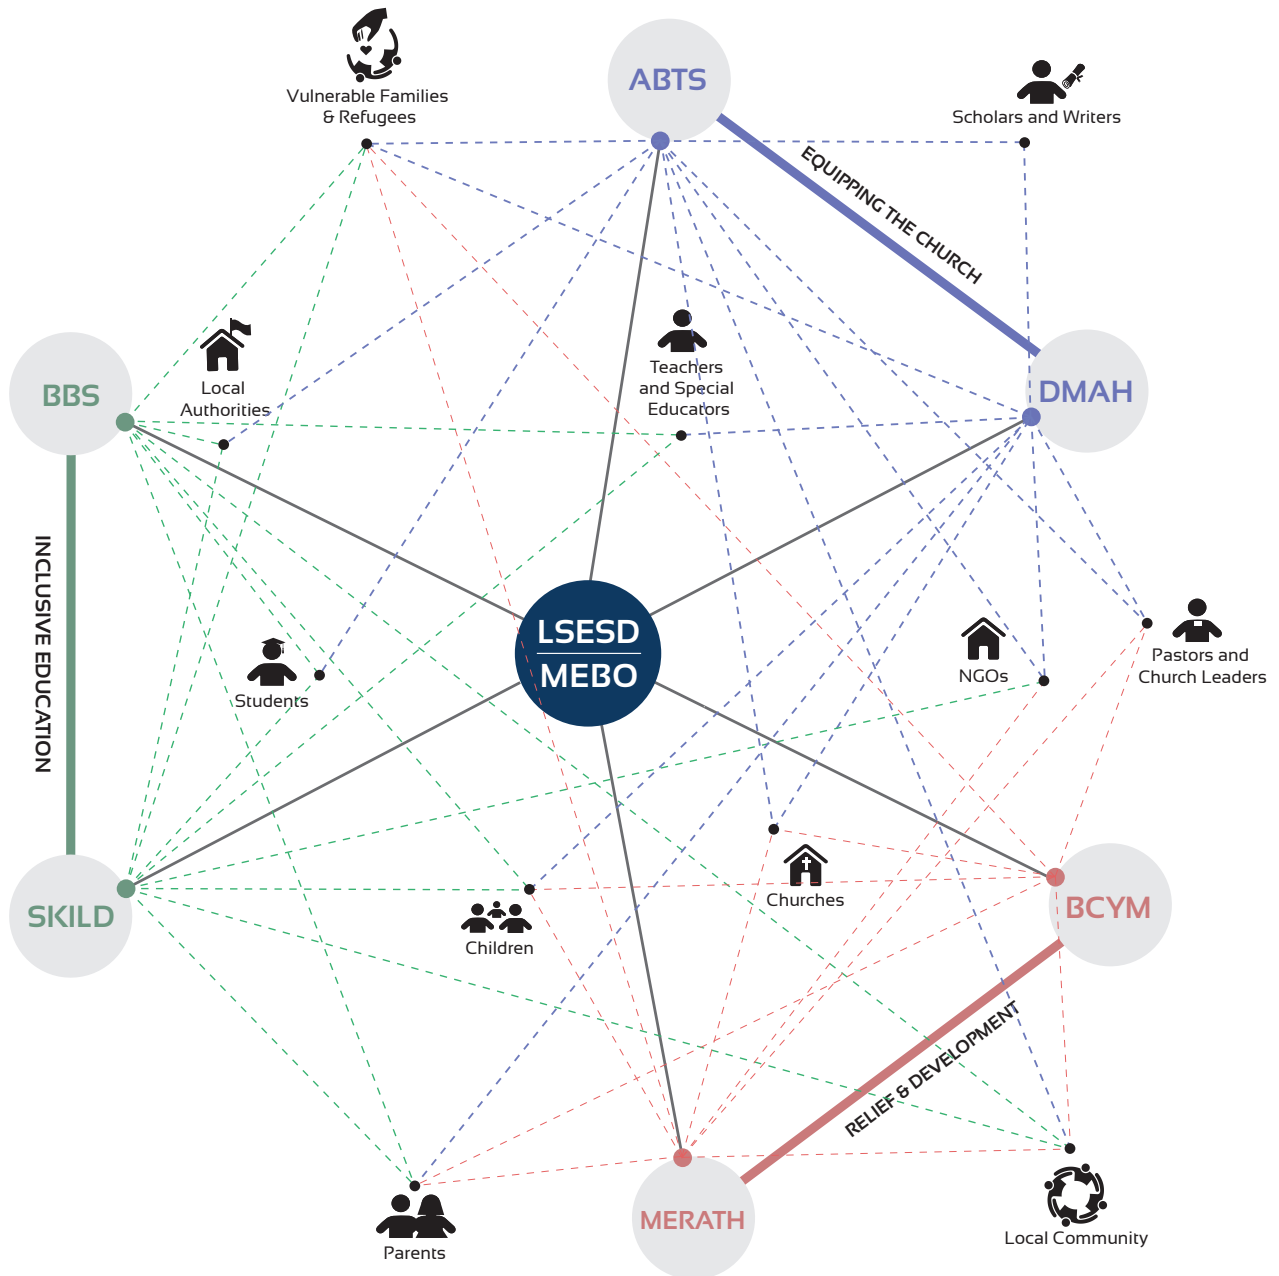 Vulnerable Families
& Refugees
ABTS
Scholars and Writers
EQUIPPING THE CHURCH
Local
Authorities
Teachers
and Special
Educators
BBS
DMAH
INCLUSIVE EDUCATION
LSESD
MEBO
Students
NGOs
Pastors and
Church Leaders
Churches
Children
SKILD
BCYM
RELIEF & DEVELOPMENT
MERATH
Parents
Local Community